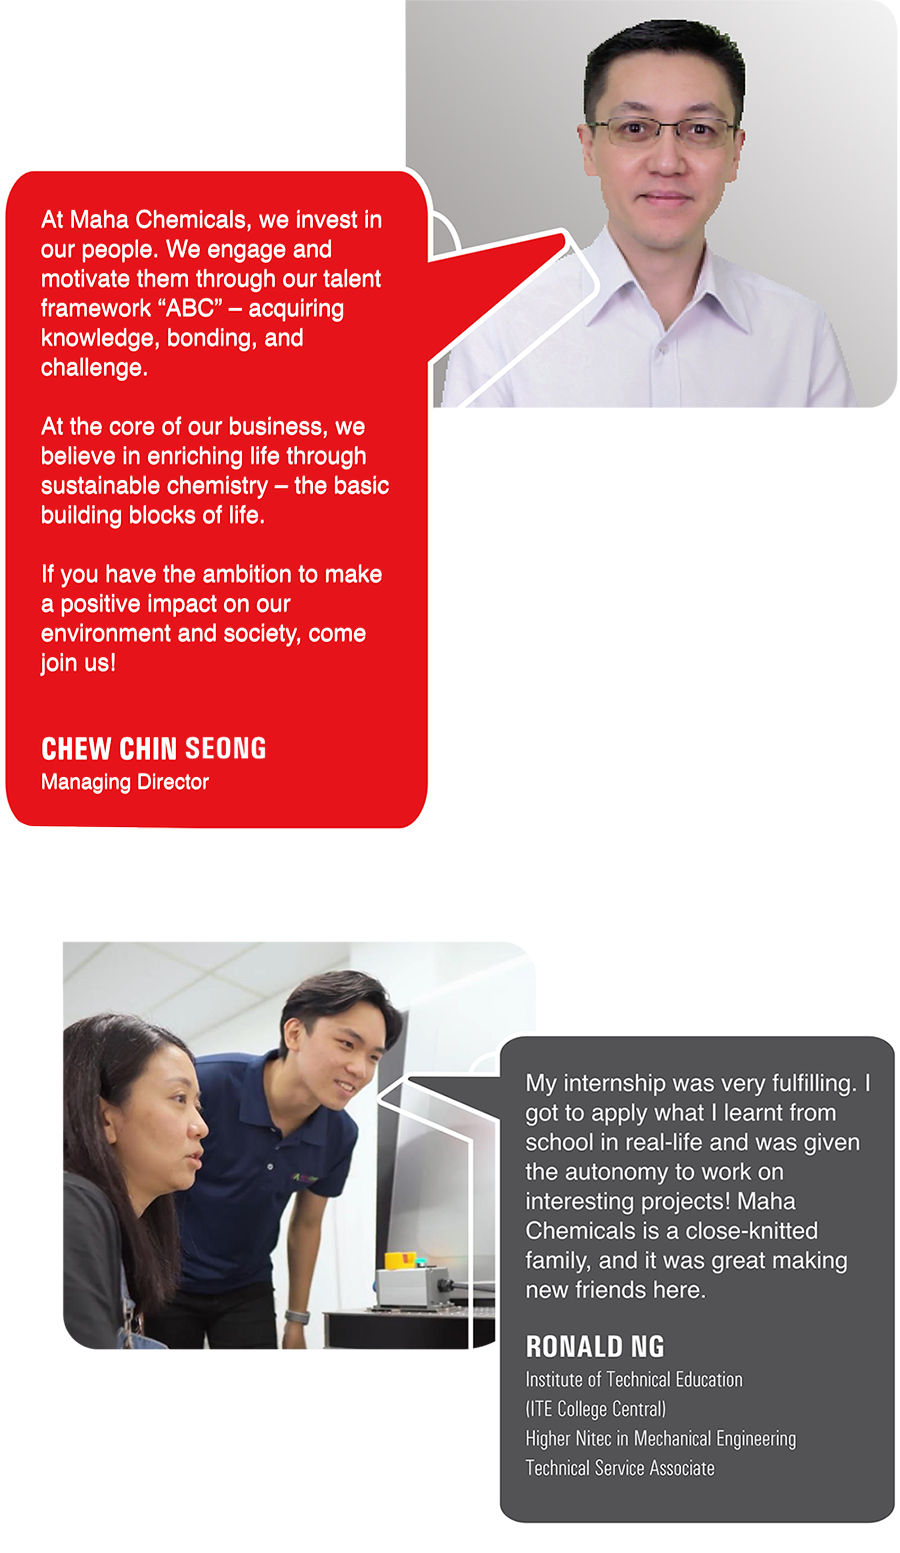 At Maha Chemicals, we invest in
our people. We engage and
motivate them through our talent
framework “ABC” – acquiring
knowledge, bonding, and
challenge.
At the core of our business, we
believe in enriching life through
sustainable chemistry – the basic
building blocks of life.
If you have the ambition to make
a positive impact on our
environment and society, come
join us!
CHEW CHIN SEONG
Managing Director
My internship was very fulfilling. I
got to apply what I learnt from
school in real-life and was given
the autonomy to work on
interesting projects! Maha
Chemicals is a close-knitted
family, and it was great making
new friends here.
RONALD NG
Institute of Technical Education
(ITE College Central)
Higher Nitec in Mechanical Engineering
Technical Service Associate